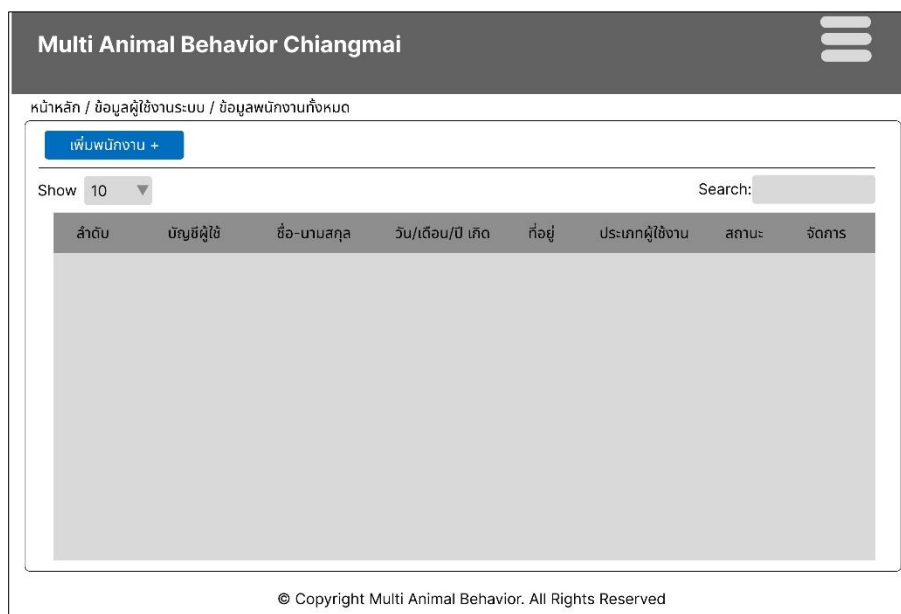 Multi Animal Behavior Chiangmai
หน้าหลัก / ข้อมูลผู้ใช้งานระบบ / ข้อมูลพนักงานทั้งหมด
เพิ่มพนักงาน +
Show 10 Search:
ลำดับ บัญชีผู้ใช้ ชื่อ-นามสกุล วัน/เดือน/ปี เกิด ที่อยู่ ประเภทผู้ใช้งาน สถานะ จัดการ
© Copyright Multi Animal Behavior. All Rights Reserved